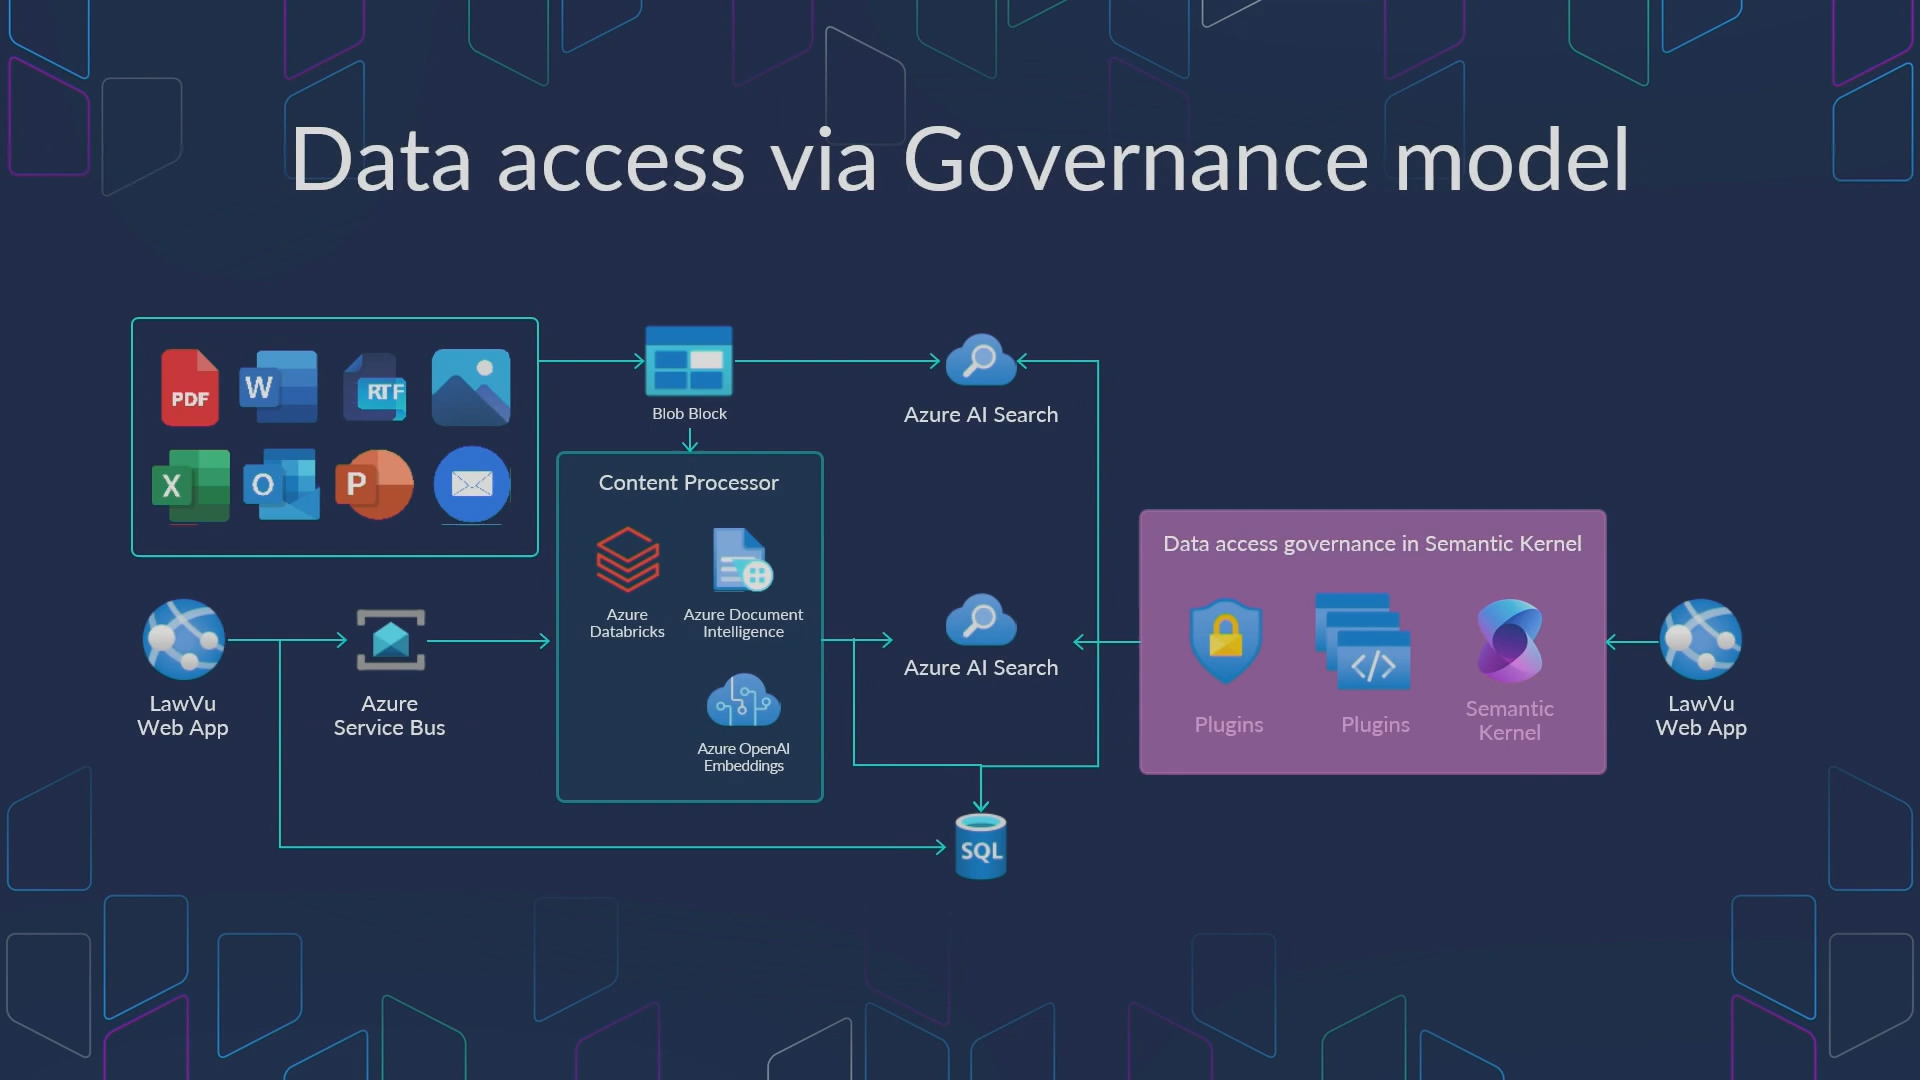 Data access via Governance model
PDF
W
RTF
X
O
P
Blob Block
Azure AI Search
Content Processor
Azure
Databricks
Azure Document
Intelligence
Azure OpenAI
Embeddings
LawVu
Web App
Azure
Service Bus
Azure AI Search
SQL
Data access governance in Semantic Kernel
</>
Plugins
Plugins
Semantic
Kernel
LawVu
Web App